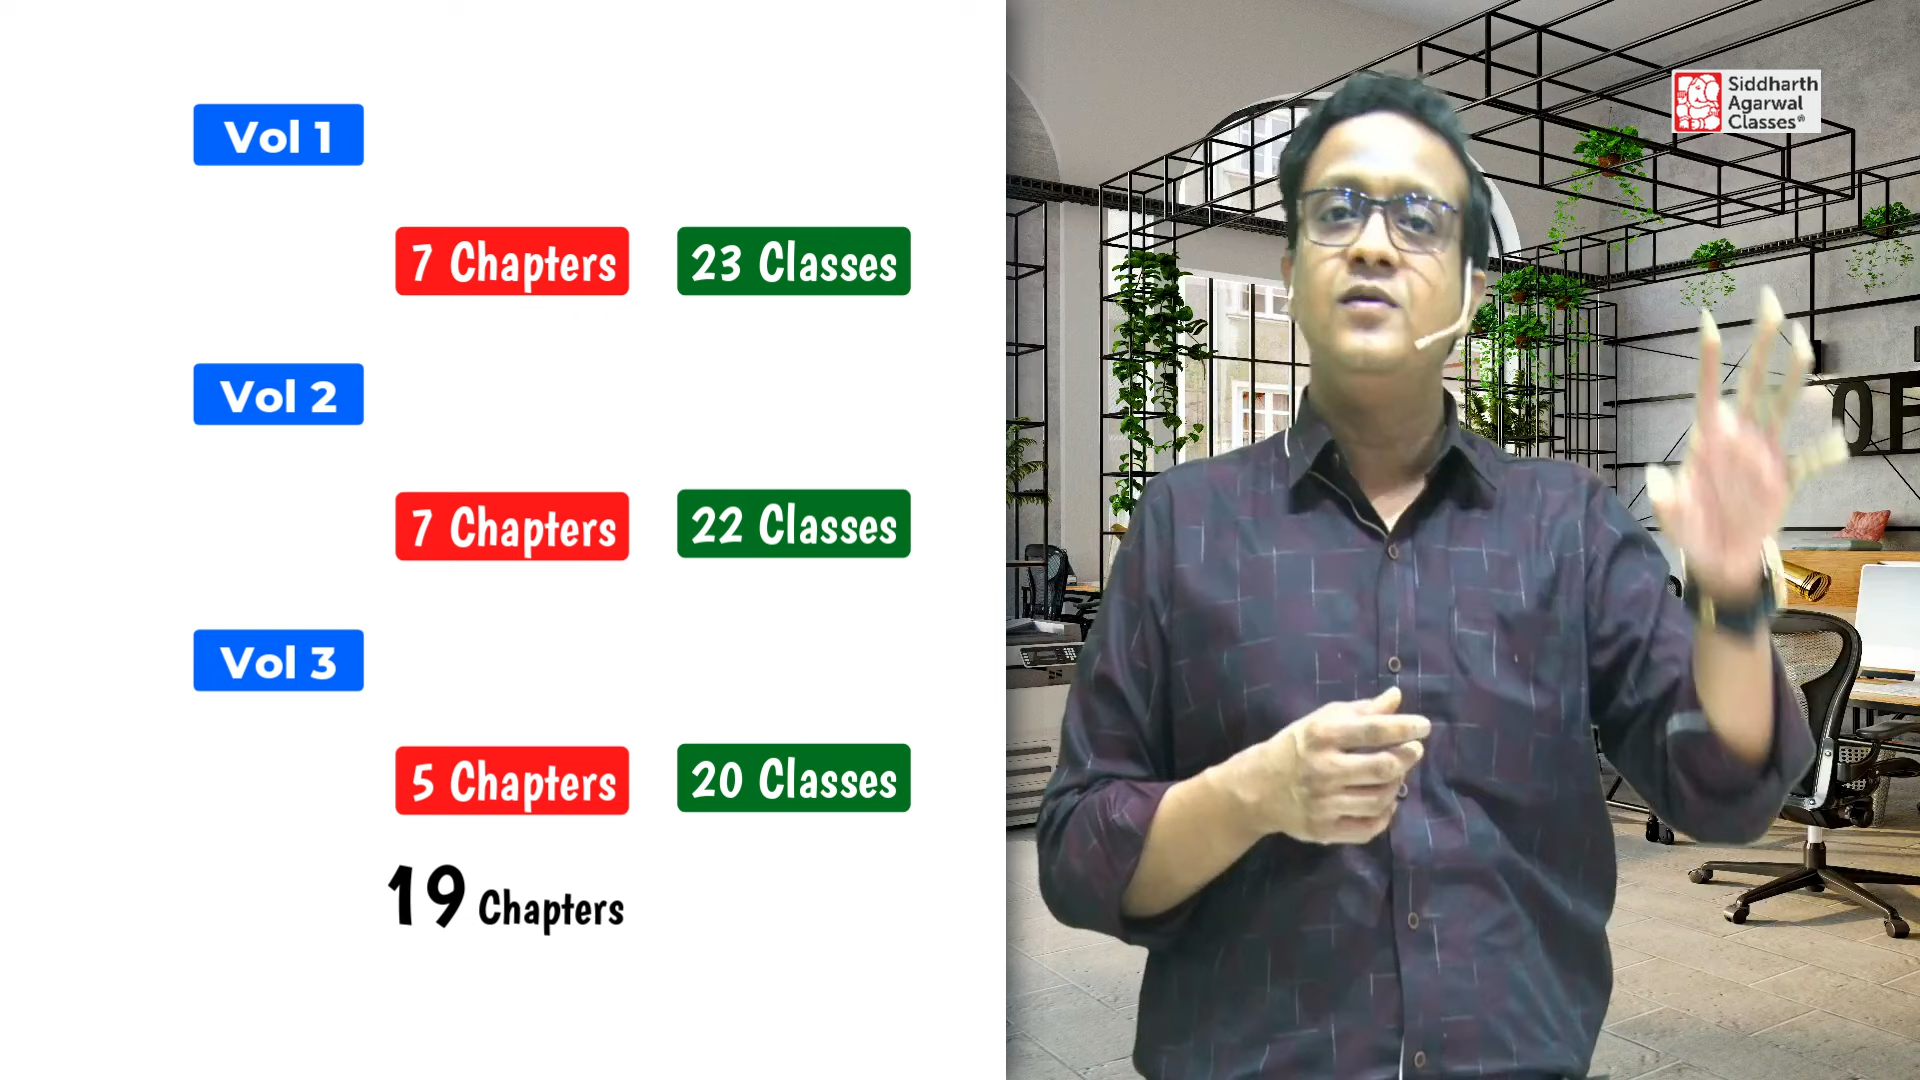 Vol 1
7 Chapters
23 Classes
Vol 2
7 Chapters
22 Classes
Vol 3
5 Chapters
20 Classes
19 Chapters
Siddharth
Agarwal
Classes®